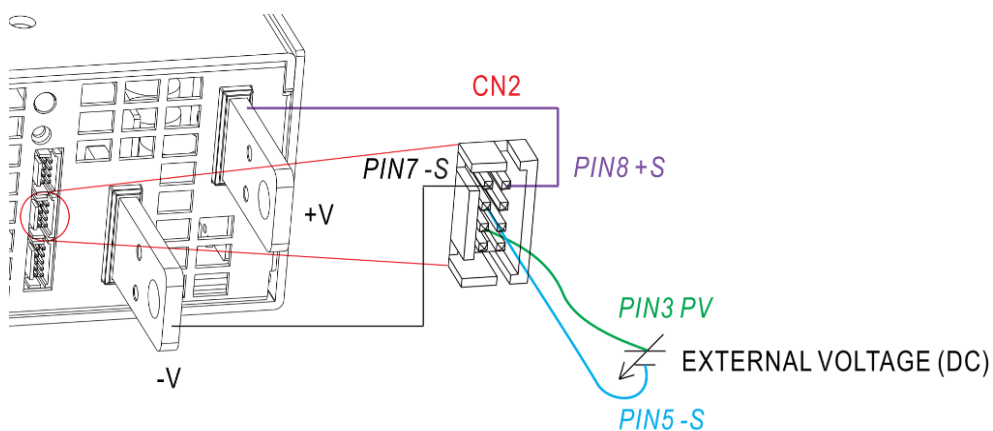 CN2
PIN7 -S
PIN8 +S
+V
PIN3 PV
EXTERNAL VOLTAGE (DC)
-V
PIN5 -S